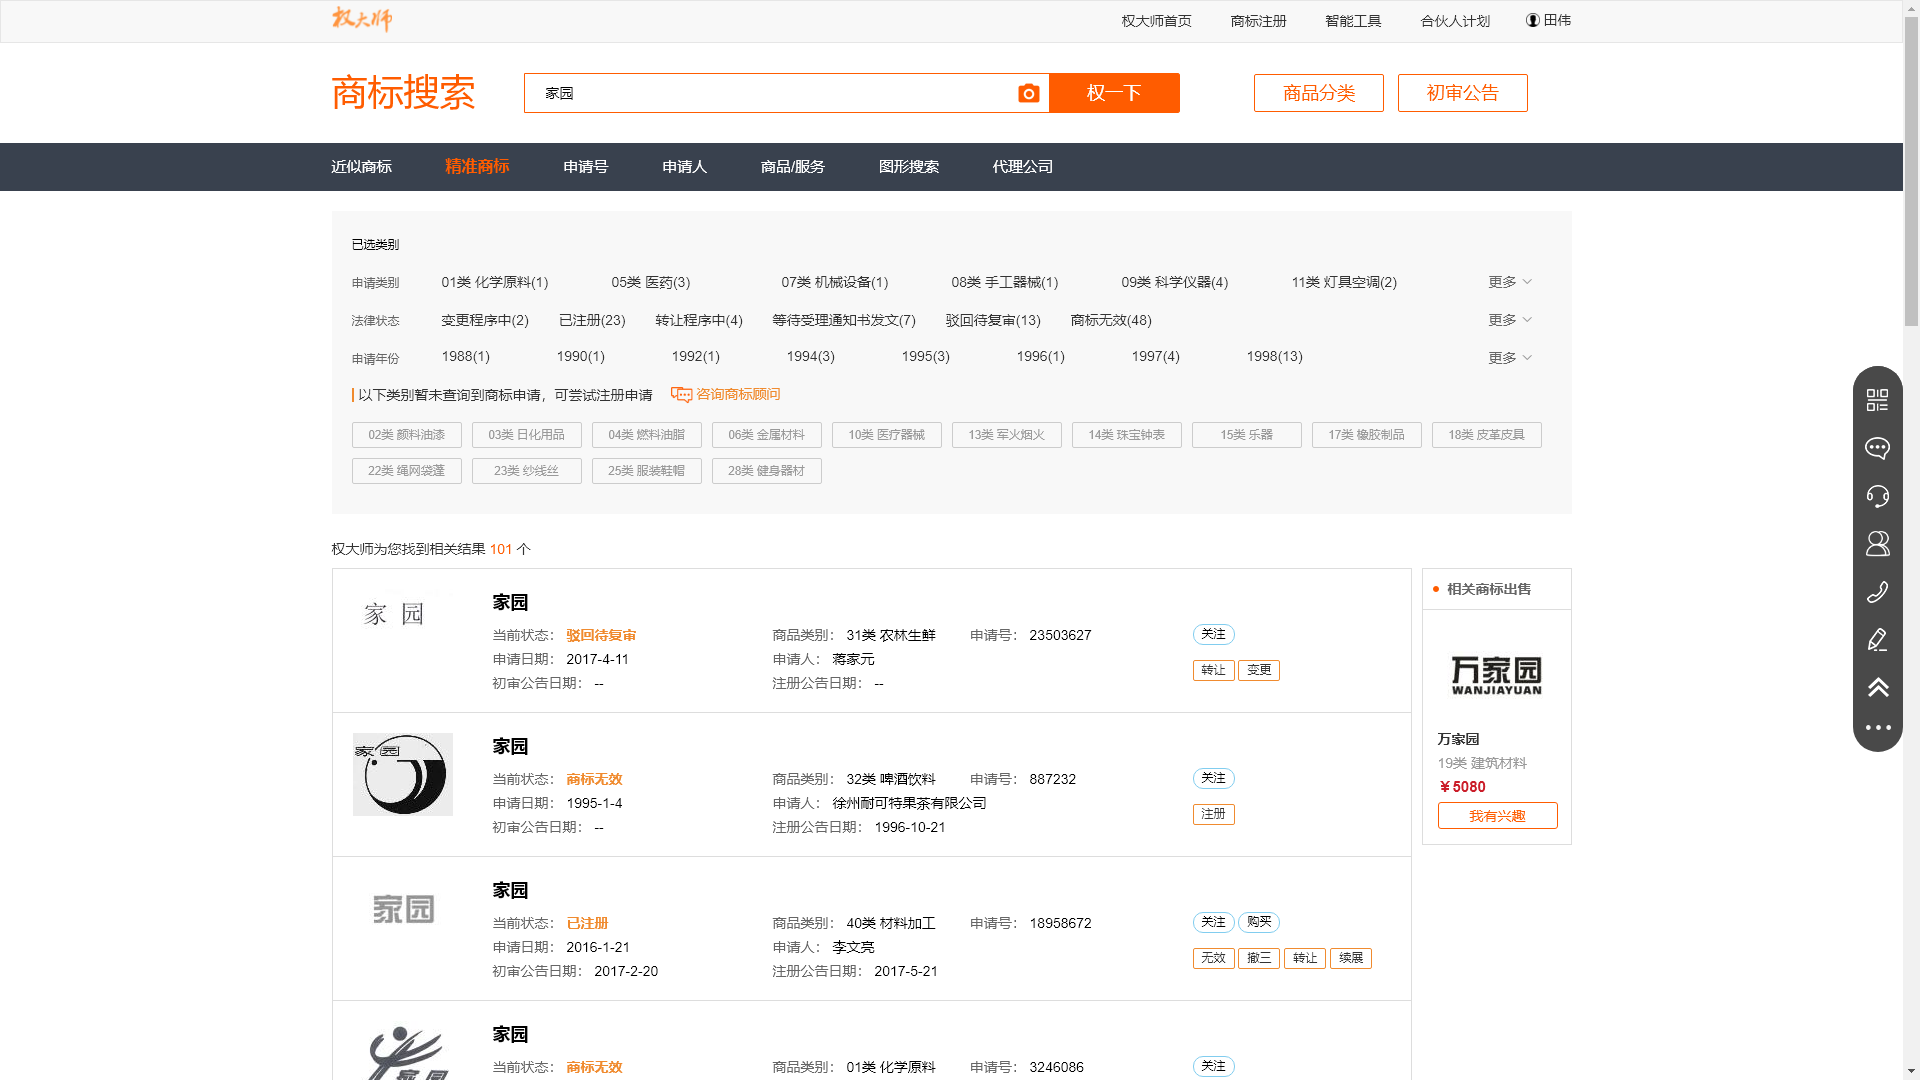 权大师 权大师首页 商标注册 智能工具 合伙人计划 田伟
商标搜索 家园 权一下 商品分类 初审公告
近似商标 精准商标 申请号 申请人 商品/服务 图形搜索 代理公司
已选类别
申请类别 01类 化学原料(1) 05类 医药(3) 07类 机械设备(1) 08类 手工器械(1) 09类 科学仪器(4) 11类 灯具空调(2) 更多
法律状态 变更程序中(2) 已注册(23) 转让程序中(4) 等待受理通知书发文(7) 驳回待复审(13) 商标无效(48) 更多
申请年份 1988(1) 1990(1) 1992(1) 1994(3) 1995(3) 1996(1) 1997(4) 1998(13) 更多
以下类别暂未查询到商标申请，可尝试注册申请 咨询商标顾问
02类 颜料油漆 03类 日化用品 04类 燃料油脂 06类 金属材料 10类 医疗器械 13类 军火烟火 14类 珠宝钟表 15类 乐器 17类 橡胶制品 18类 皮革皮具
22类 绳网袋篷 23类 纱线丝 25类 服装鞋帽 28类 健身器材
权大师为您找到相关结果 101 个
家 园
家园
当前状态： 驳回待复审 商品类别： 31类 农林生鲜 申请号： 23503627 关注
申请日期： 2017-4-11 申请人： 蒋家元 转让 变更
初审公告日期： -- 注册公告日期： --
家园
家园
当前状态： 商标无效 商品类别： 32类 啤酒饮料 申请号： 887232 关注
申请日期： 1995-1-4 申请人： 徐州耐可特果茶有限公司 注册
初审公告日期： -- 注册公告日期： 1996-10-21
家园
家园
当前状态： 已注册 商品类别： 40类 材料加工 申请号： 18958672 关注 购买
申请日期： 2016-1-21 申请人： 李文亮 无效 撤三 转让 续展
初审公告日期： 2017-2-20 注册公告日期： 2017-5-21
家园
家园
当前状态： 商标无效 商品类别： 01类 化学原料 申请号： 3246086 关注
相关商标出售
万家园
WANJIAYUAN
万家园
19类 建筑材料
￥5080
我有兴趣